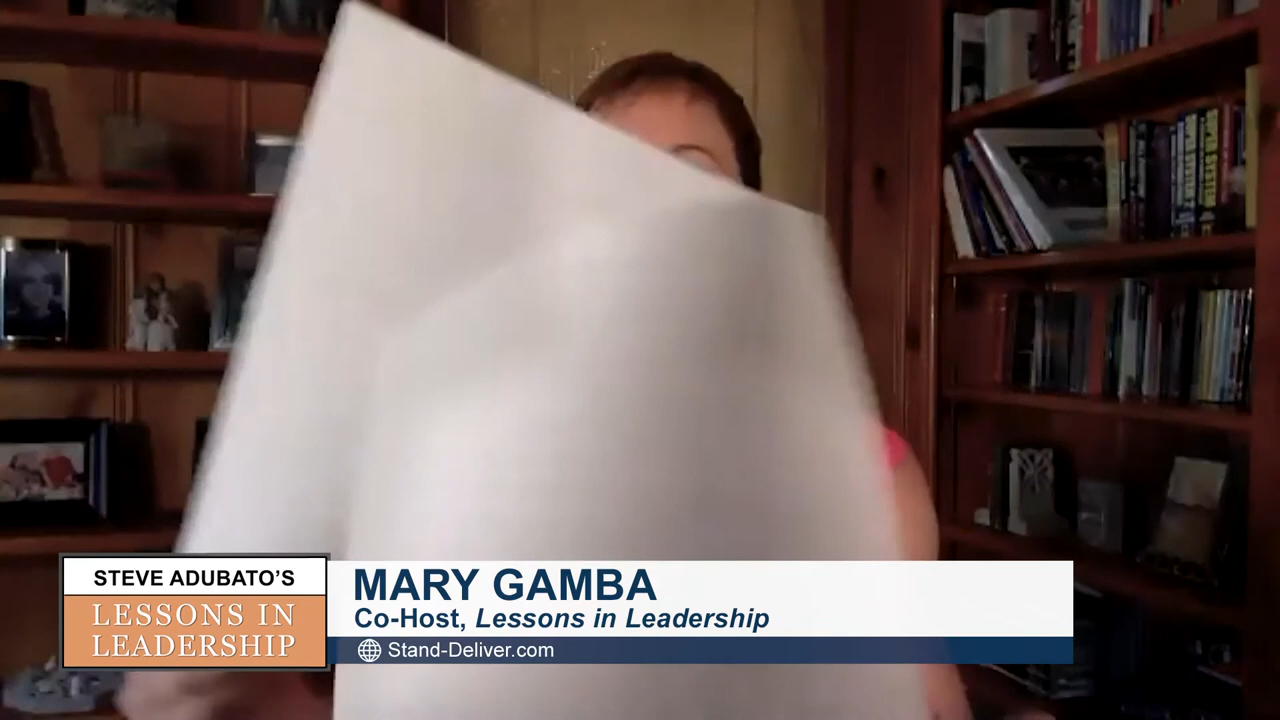 STEVE ADUBATO'S
LESSONS IN
LEADERSHIP
MARY GAMBA
Co-Host, Lessons in Leadership
Stand-Deliver.com